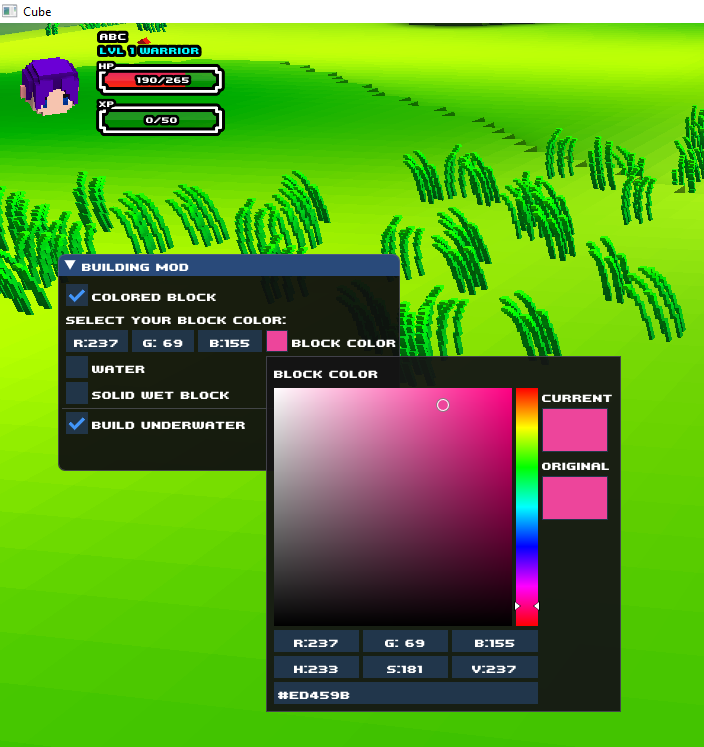 Cube
ABC
LVL 1 WARRIOR
HP
190/265
XP
0/50
BUILDING MOD
COLORED BLOCK
SELECT YOUR BLOCK COLOR:
R:237 G: 69 B:155 BLOCK COLOR
WATER
SOLID WET BLOCK
BUILD UNDERWATER
BLOCK COLOR
CURRENT
ORIGINAL
R:237 G: 69 B:155
H:233 S:181 V:237
#ED459B